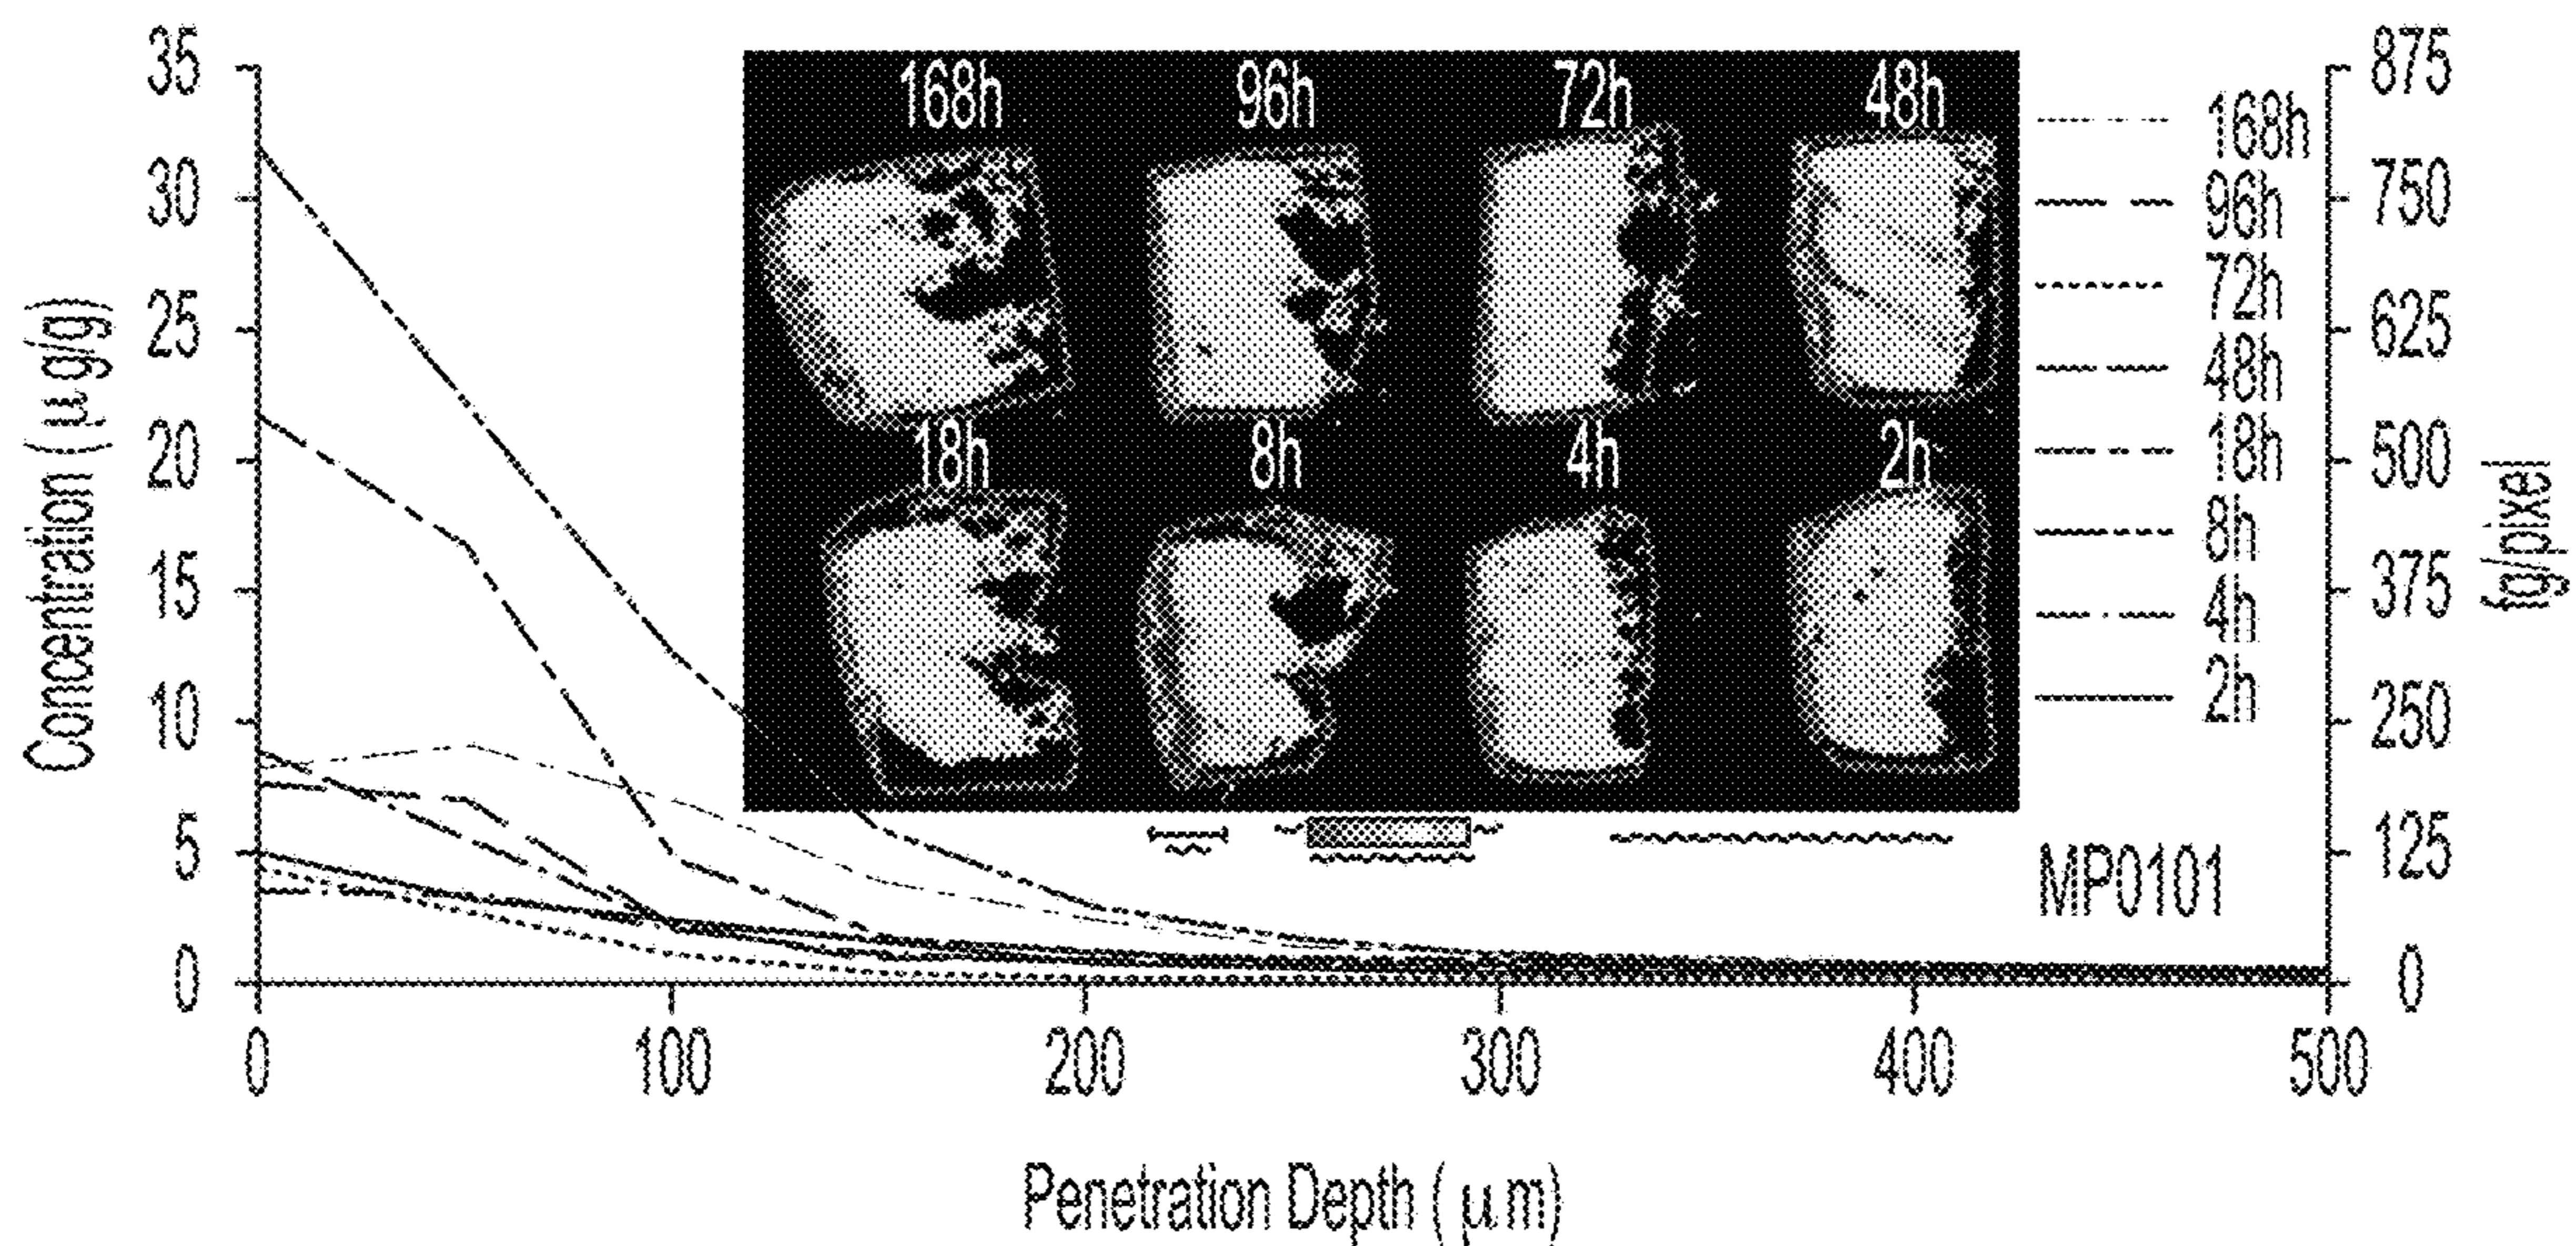 35
30
25
20
15
10
5
0
Concentration (μg/g)
168h 96h 72h 48h
18h 8h 4h 2h
168h
96h
72h
48h
18h
8h
4h
2h
MP0101
875
750
625
500
375
250
125
0
fg/pixel
0 100 200 300 400 500
Penetration Depth (μm)